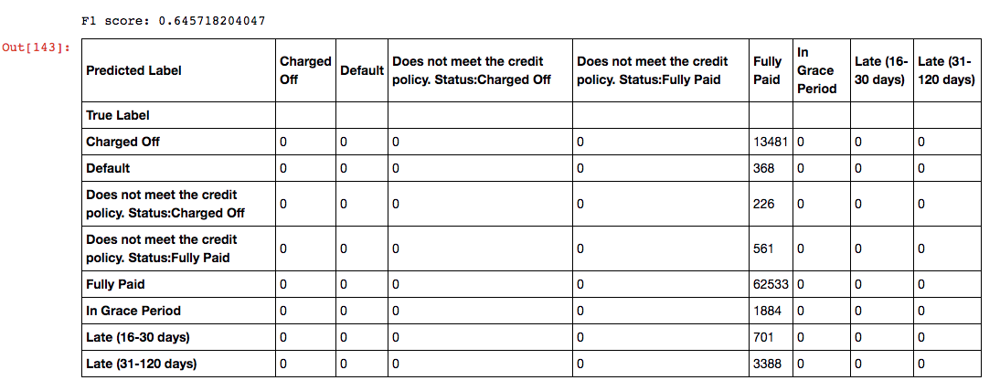 F1 score: 0.645718204047
Out[143]:
Predicted Label Charged Off Default Does not meet the credit policy. Status:Charged Off Does not meet the credit policy. Status:Fully Paid Fully Paid In Grace Period Late (16-30 days) Late (31-120 days)
True Label
Charged Off 0 0 0 0 13481 0 0 0
Default 0 0 0 0 368 0 0 0
Does not meet the credit policy. Status:Charged Off 0 0 0 0 226 0 0 0
Does not meet the credit policy. Status:Fully Paid 0 0 0 0 561 0 0 0
Fully Paid 0 0 0 0 62533 0 0 0
In Grace Period 0 0 0 0 1884 0 0 0
Late (16-30 days) 0 0 0 0 701 0 0 0
Late (31-120 days) 0 0 0 0 3388 0 0 0